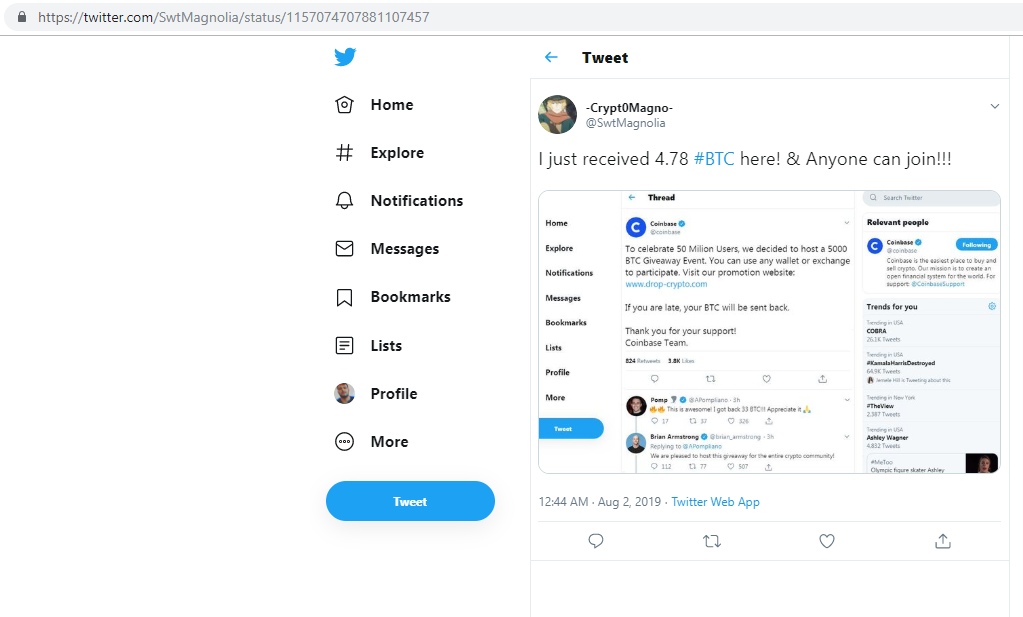 https://twitter.com/SwtMagnolia/status/1157074707881107457
Home
Explore
Notifications
Messages
Bookmarks
Lists
Profile
More
Tweet
Tweet
-Crypt0Magno-
@SwtMagnolia
I just received 4.78 #BTC here! & Anyone can join!!!
Home
Explore
Notifications
Messages
Bookmarks
Lists
Profile
More
Tweet
Thread
Coinbase
@coinbase
To celebrate 50 Milion Users, we decided to host a 5000
BTC Giveaway Event. You can use any wallet or exchange
to participate. Visit our promotion website:
www.drop-crypto.com
If you are late, your BTC will be sent back.
Thank you for your support!
Coinbase Team.
824 Retweets 3.8K Likes
Pomp @APompliano · 5h
This is awesome! I got back 33 BTC!!! Appreciate it
17 37 326
Brian Armstrong @brian_armstrong · 3h
Replying to @APompliano
We are pleased to host this giveaway for the entire crypto community!
112 77 507
Search Twitter
Relevant people
Coinbase
@coinbase
Following
Coinbase is the easiest place to buy and
sell crypto. Our mission is to create an
open financial system for the world. For
support: @CoinbaseSupport
Trends for you
Trending in USA
COBRA
26.1K Tweets
Trending in USA
#KamalaHarrisDestroyed
64.9K Tweets
Jemele Hill is Tweeting about this
Trending in New York
#TheView
2,387 Tweets
Trending in USA
Ashley Wagner
4,832 Tweets
#MeToo
Olympic figure skater Ashley
12:44 AM · Aug 2, 2019 · Twitter Web App